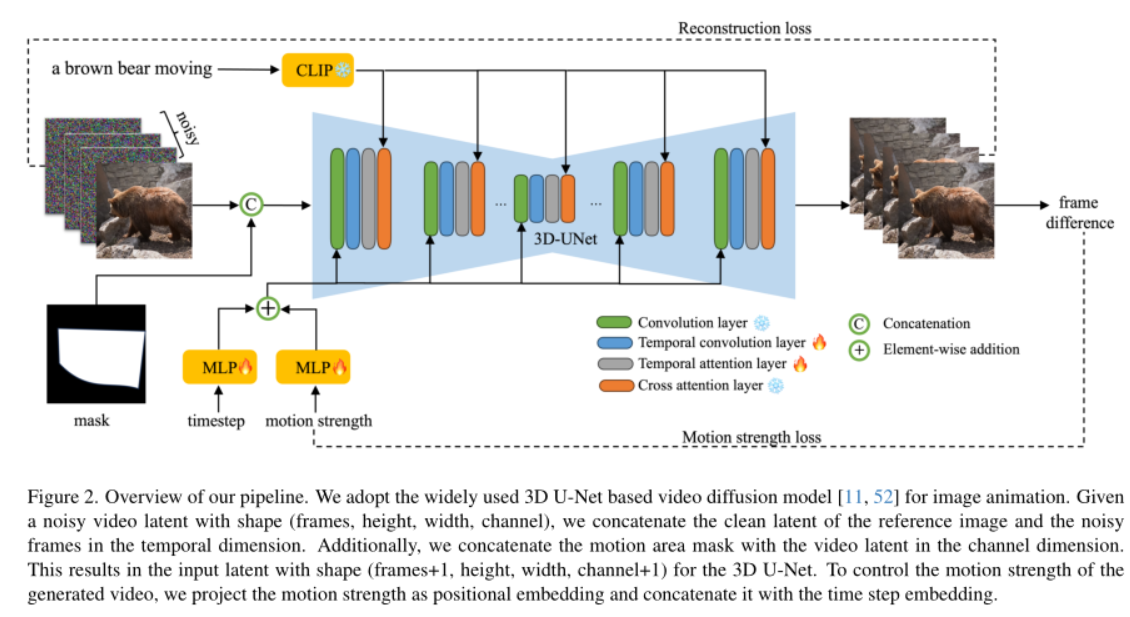 Reconstruction loss
a brown bear moving
CLIP
noisy
C
3D-UNet
...
...
frame
difference
+
MLP
MLP
mask
timestep
motion strength
Convolution layer
Temporal convolution layer
Temporal attention layer
Cross attention layer
C Concatenation
+ Element-wise addition
Motion strength loss
Figure 2. Overview of our pipeline. We adopt the widely used 3D U-Net based video diffusion model [11, 52] for image animation. Given
a noisy video latent with shape (frames, height, width, channel), we concatenate the clean latent of the reference image and the noisy
frames in the temporal dimension. Additionally, we concatenate the motion area mask with the video latent in the channel dimension.
This results in the input latent with shape (frames+1, height, width, channel+1) for the 3D U-Net. To control the motion strength of the
generated video, we project the motion strength as positional embedding and concatenate it with the time step embedding.